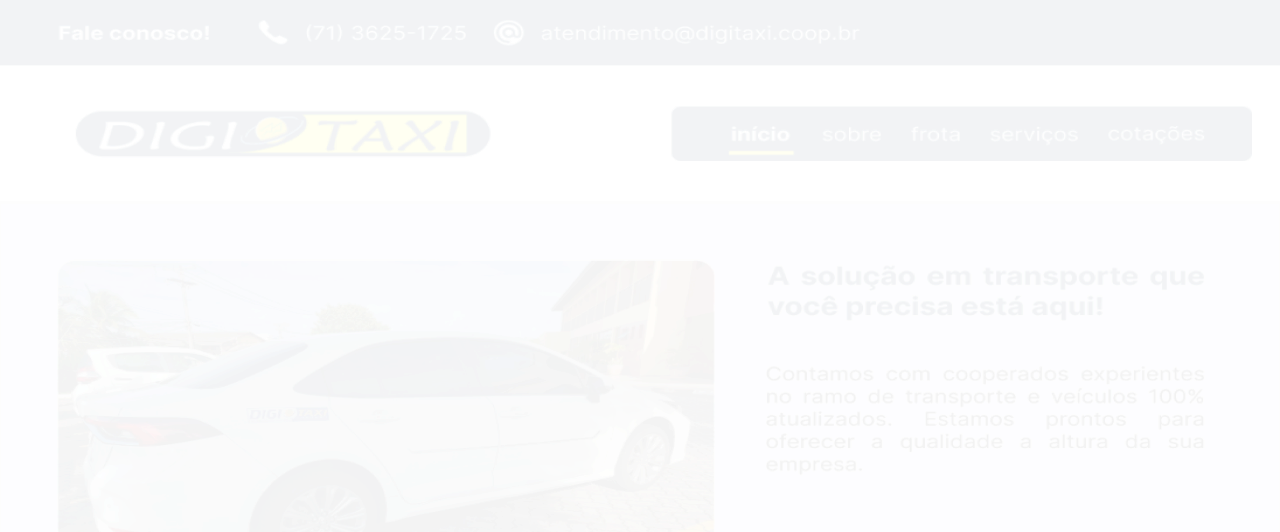 Fale conosco! (71) 3625-1725 atendimento@digitaxi.coop.br
DIGI TAXI
início sobre frota serviços cotações
A solução em transporte que
você precisa está aqui!
Contamos com cooperados experientes
no ramo de transporte e veículos 100%
atualizados. Estamos prontos para
oferecer a qualidade a altura da sua
empresa.
DIGI TAXI